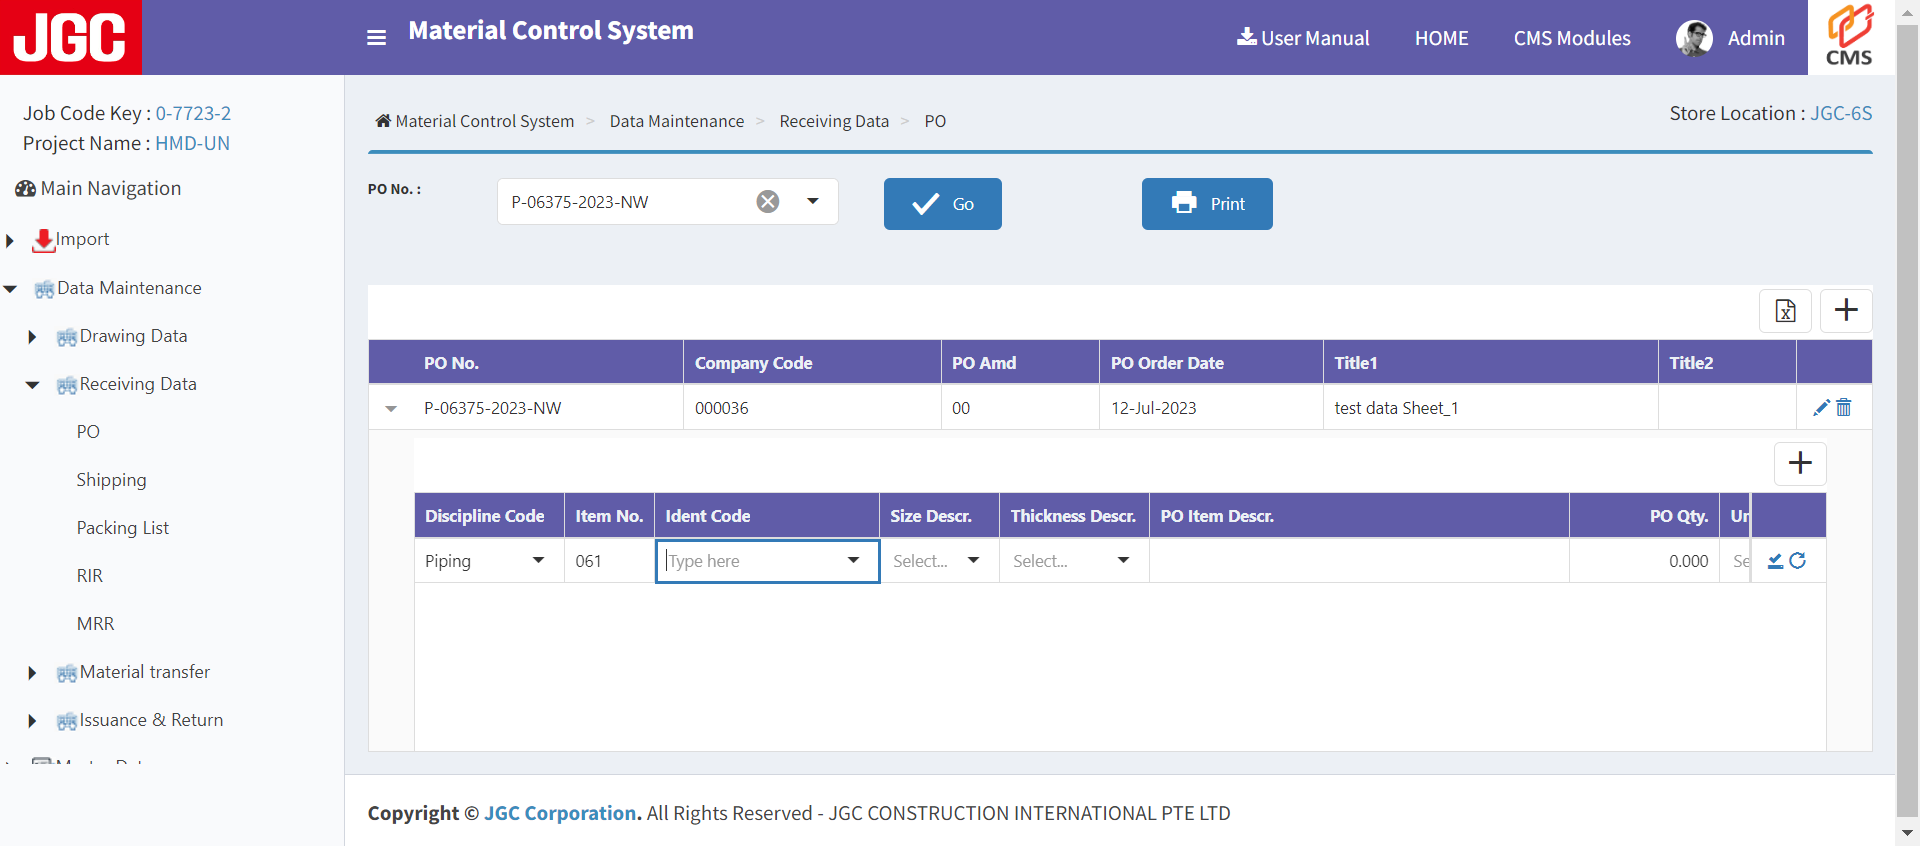 JGC
Material Control System
User Manual
HOME
CMS Modules
Admin
CMS
Job Code Key : 0-7723-2
Project Name : HMD-UN
Main Navigation
Import
Data Maintenance
Drawing Data
Receiving Data
PO
Shipping
Packing List
RIR
MRR
Material transfer
Issuance & Return
Material Control System > Data Maintenance > Receiving Data > PO
Store Location : JGC-6S
PO No. :
P-06375-2023-NW
Go
Print
PO No. Company Code PO Amd PO Order Date Title1 Title2
P-06375-2023-NW 000036 00 12-Jul-2023 test data Sheet_1
Discipline Code Item No. Ident Code Size Descr. Thickness Descr. PO Item Descr. PO Qty. Ur
Piping 061 Type here Select... Select... 0.000 Se
Copyright © JGC Corporation. All Rights Reserved - JGC CONSTRUCTION INTERNATIONAL PTE LTD